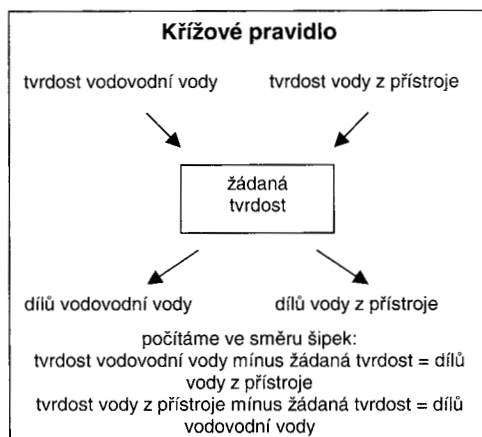 Křížové pravidlo
tvrdost vodovodní vody tvrdost vody z přístroje
žádaná
tvrdost
dílů vodovodní vody dílů vody z přístroje
počítáme ve směru šipek:
tvrdost vodovodní vody mínus žádaná tvrdost = dílů
vody z přístroje
tvrdost vody z přístroje mínus žádaná tvrdost = dílů
vodovodní vody